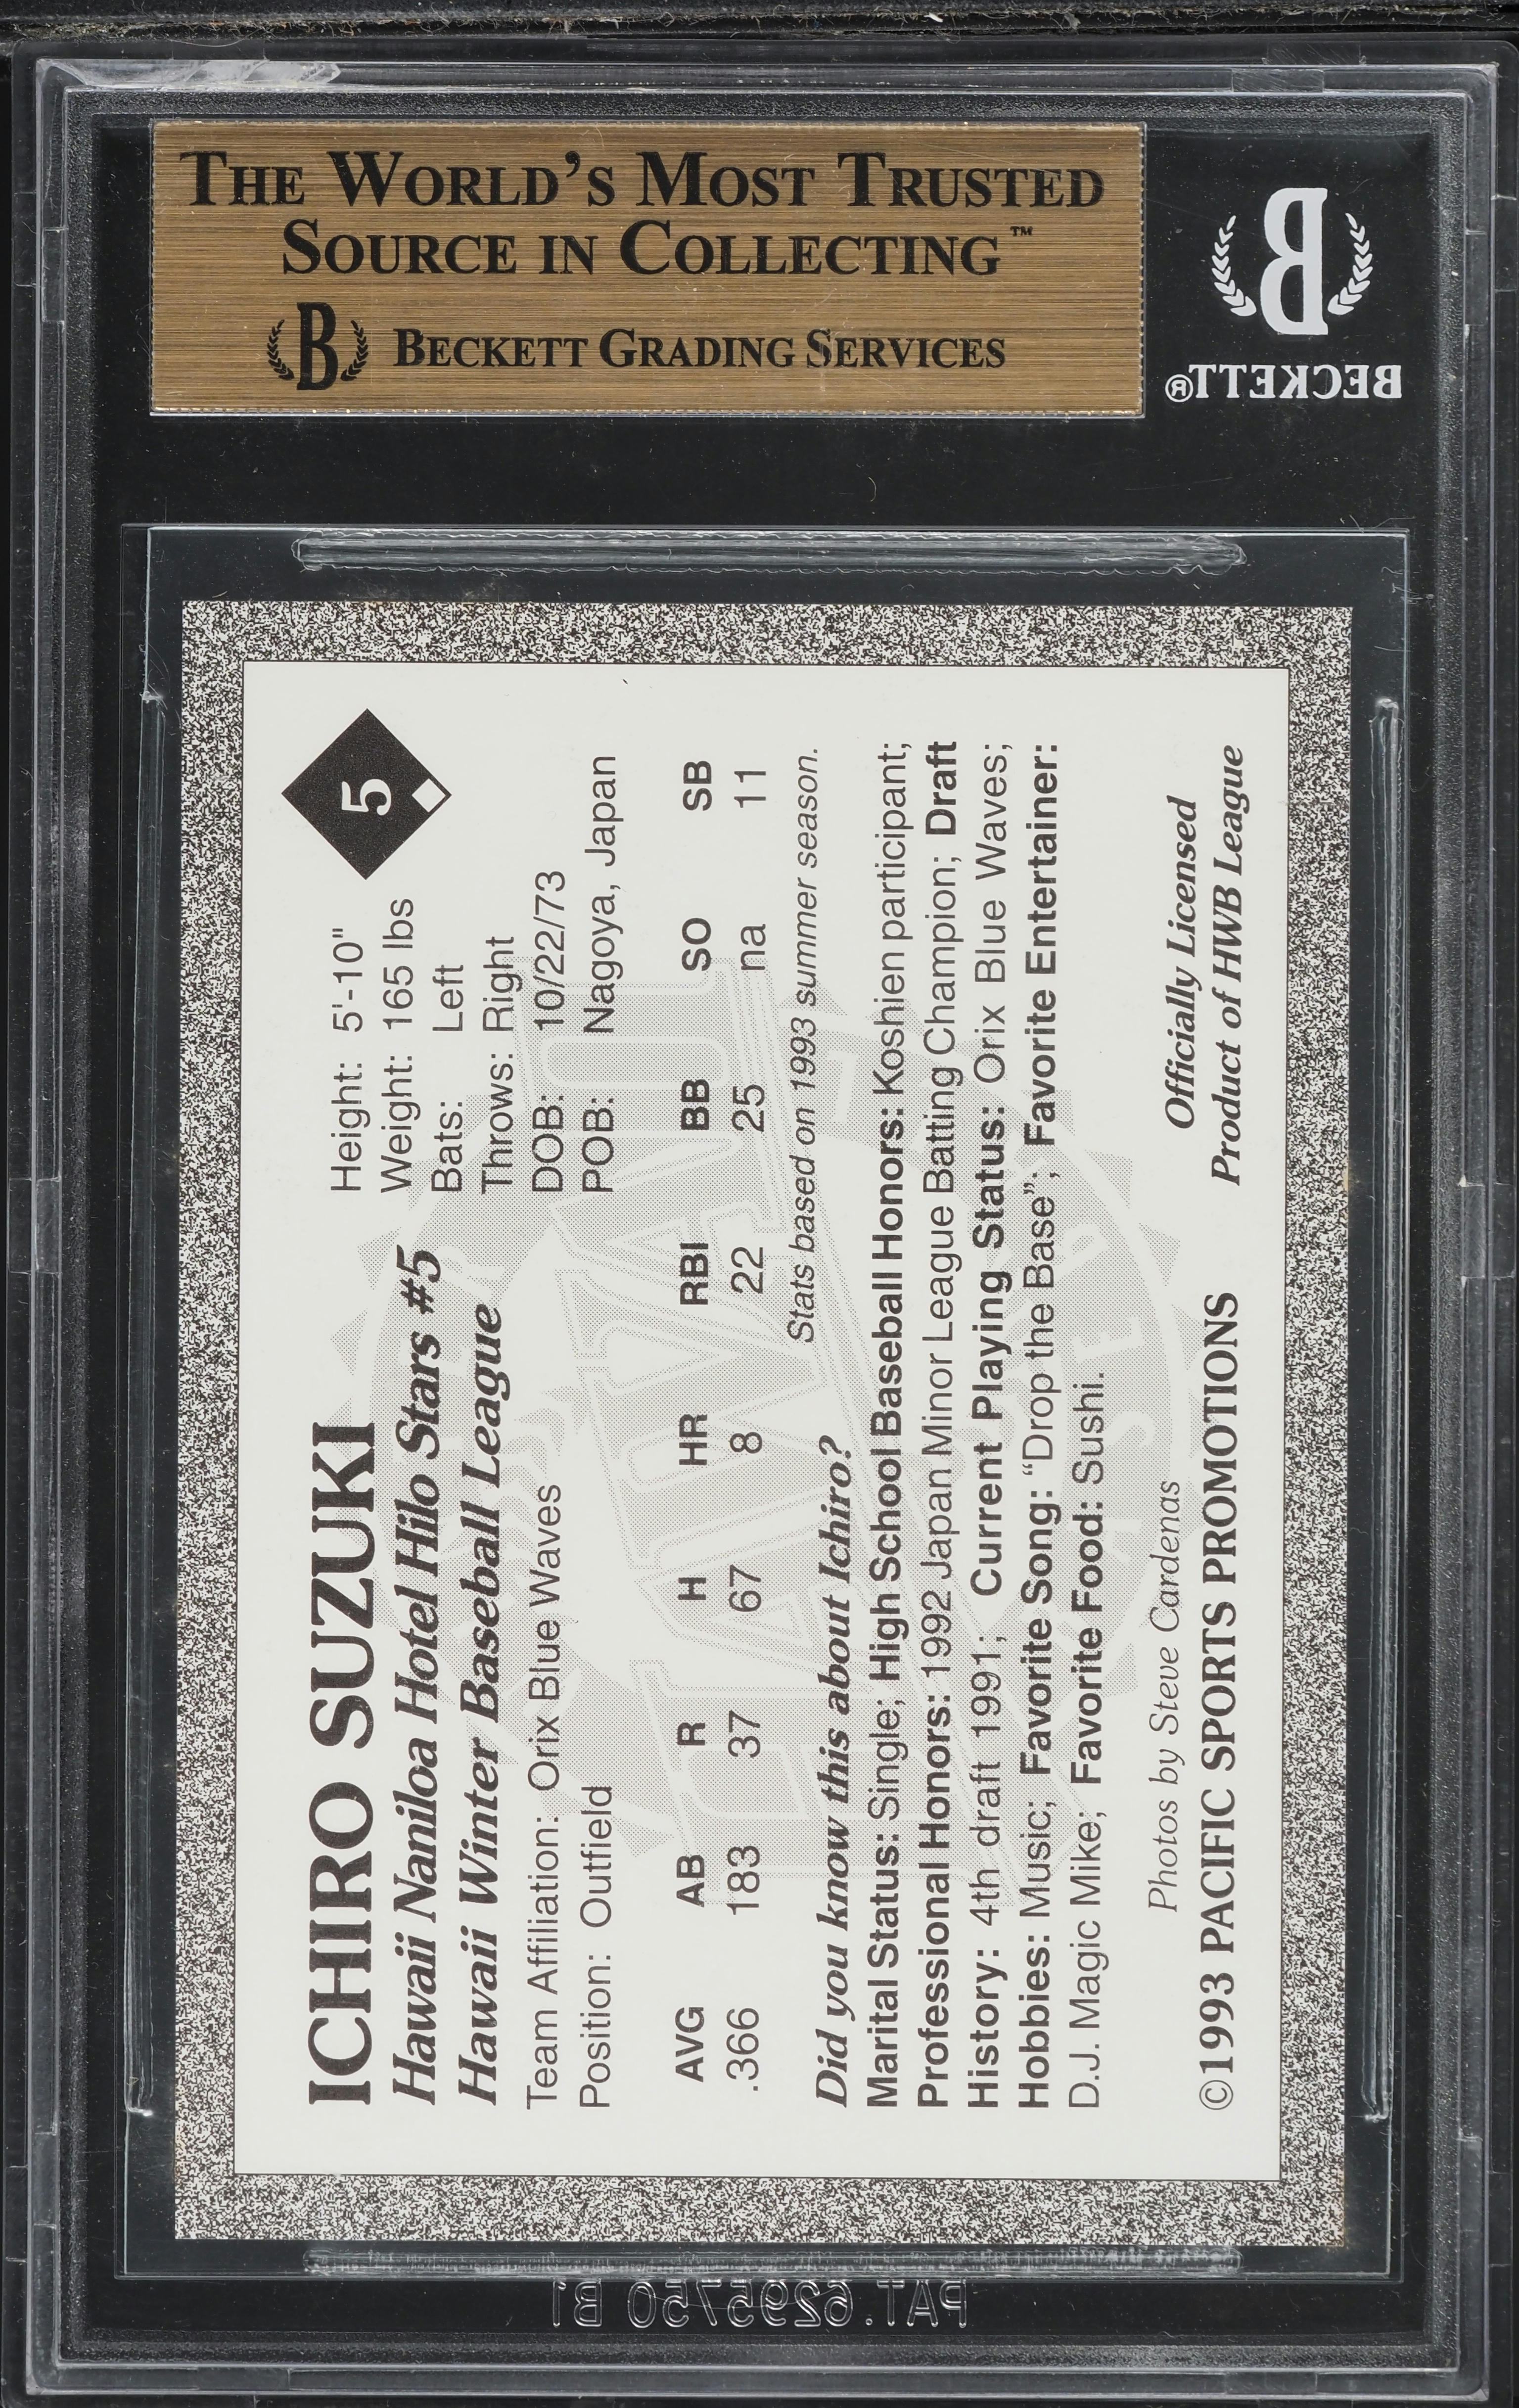 THE WORLD'S MOST TRUSTED
SOURCE IN COLLECTING™
B BECKETT GRADING SERVICES
B
BECKETT®
5
ICHIRO SUZUKI
Hawaii Naniloa Hotel Hilo Stars #5
Hawaii Winter Baseball League
Team Affiliation: Orix Blue Waves
Position: Outfield
Height: 5'-10"
Weight: 165 lbs
Bats: Left
Throws: Right
DOB: 10/22/73
POB: Nagoya, Japan
AVG AB R H HR RBI BB SO SB
.366 183 37 67 8 22 25 na 11
Stats based on 1993 summer season.
Did you know this about Ichiro?
Marital Status: Single; High School Baseball Honors: Koshien participant;
Professional Honors: 1992 Japan Minor League Batting Champion; Draft
History: 4th draft 1991; Current Playing Status: Orix Blue Waves;
Hobbies: Music; Favorite Song: “Drop the Base”; Favorite Entertainer:
D.J. Magic Mike; Favorite Food: Sushi.
Photos by Steve Cardenas
©1993 PACIFIC SPORTS PROMOTIONS
Officially Licensed
Product of HWB League
PAT. 6295750 B1